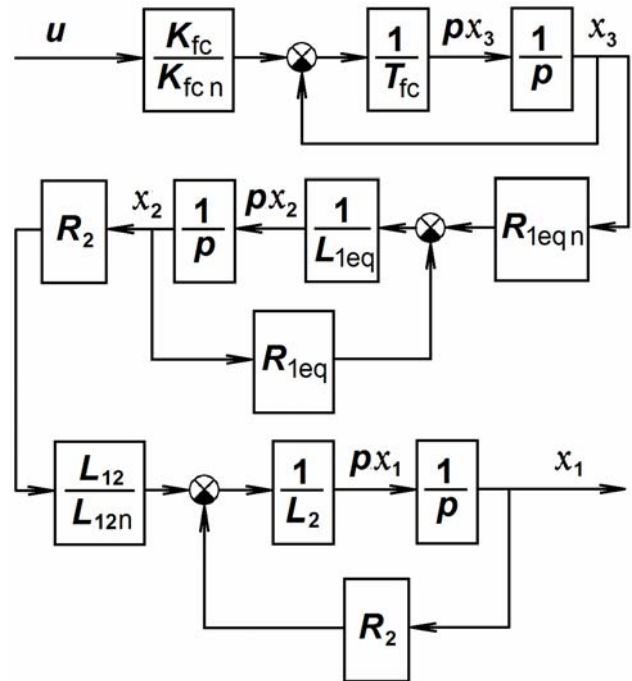 u
K_fc / K_fc n
1 / T_fc
px_3
1 / p
x_3
R_2
x_2
1 / p
px_2
1 / L_1eq
R_1eq n
R_1eq
L_12 / L_12n
1 / L_2
px_1
1 / p
x_1
R_2